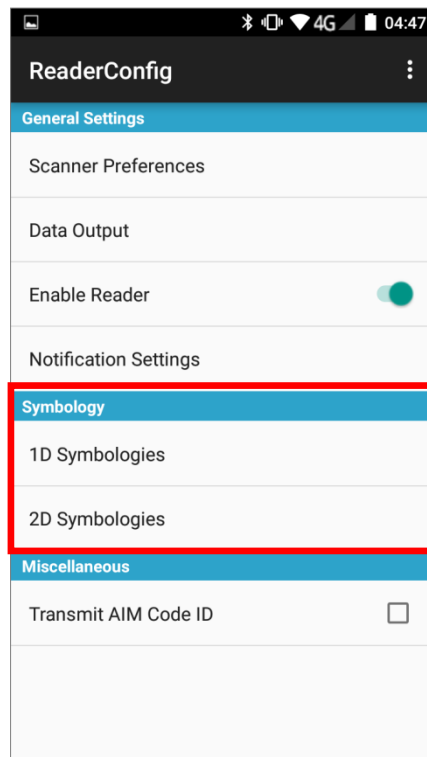 4G 04:47
ReaderConfig
General Settings
Scanner Preferences
Data Output
Enable Reader
Notification Settings
Symbology
1D Symbologies
2D Symbologies
Miscellaneous
Transmit AIM Code ID